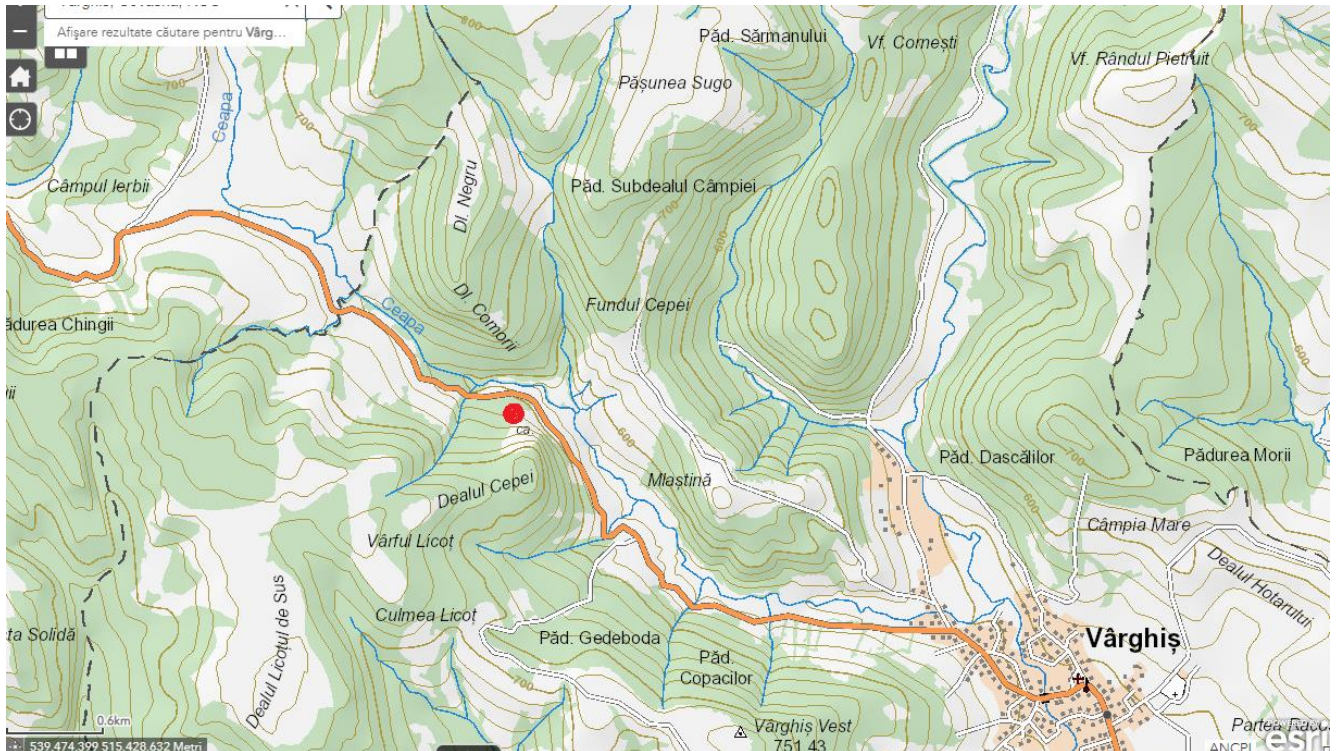 Afișare rezultate căutare pentru Vârg...
Păd. Sărmanului
Vf. Cornești
Vf. Rândul Pietruit
Pășunea Sugo
700
Ceapa
700
700
Câmpul Ierbii
Dl. Negru
Păd. Subdealul Câmpiei
700
600
Fundul Cepei
Ceapa
Dl. Comorii
ădurea Chingii
600
ca.
600
Păd. Dascălilor
700
Pădurea Morii
Dealul Cepei
Mlaștină
Câmpia Mare
Vârful Licoț
Dealul Hotarului
Dealul Licoțul de Sus
Culmea Licoț
ta Solidă
Păd. Gedeboda
Vârghiș
Păd.
Copacilor
700
0.6km
Vârghiș Vest
751.43
Partea
539.474,399 515.428,632 Metri
ANCPI
esri